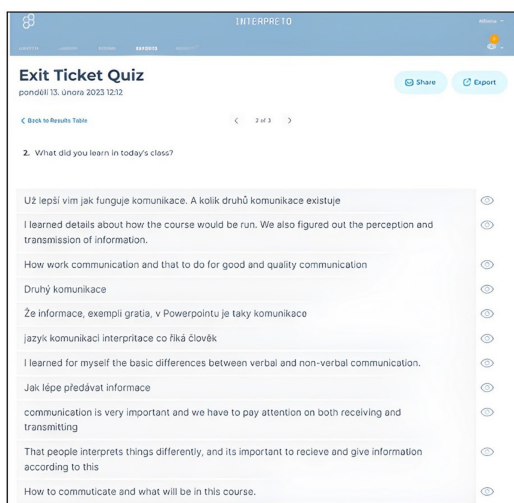 INTERPRETO
Exit Ticket Quiz
pondělí 13. února 2023 12:12
Share
Export
Back to Results Table
2 of 3
2. What did you learn in today's class?
Už lepší vim jak funguje komunikace. A kolik druhů komunikace existuje
I learned details about how the course would be run. We also figured out the perception and
transmission of information.
How work communication and that to do for good and quality communication
Druhý komunikace
Že informace, exempli gratia, v Powerpointu je taky komunikace
jazyk komunikaci interpritace co říká člověk
I learned for myself the basic differences between verbal and non-verbal communication.
Jak lépe předávat informace
communication is very important and we have to pay attention on both receiving and
transmitting
That people interprets things differently, and its important to recieve and give information
according to this
How to commuticate and what will be in this course.